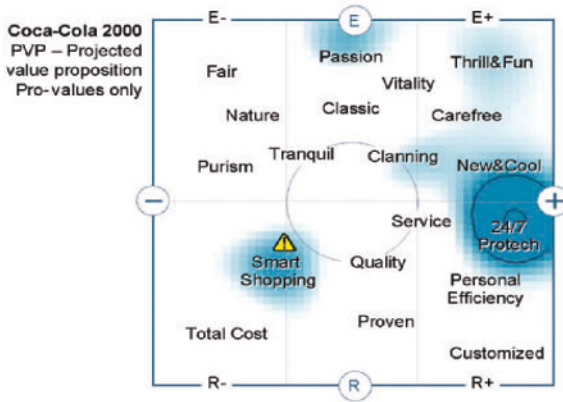 Coca-Cola 2000
PVP – Projected
value proposition
Pro-values only
E-
E
E+
Passion
Thrill&Fun
Fair
Vitality
Nature
Classic
Carefree
Tranquil
Clanning
New&Cool
Purism
−
+
Service
24/7
Protech
Smart
Shopping
Quality
Personal
Efficiency
Total Cost
Proven
Customized
R-
R
R+